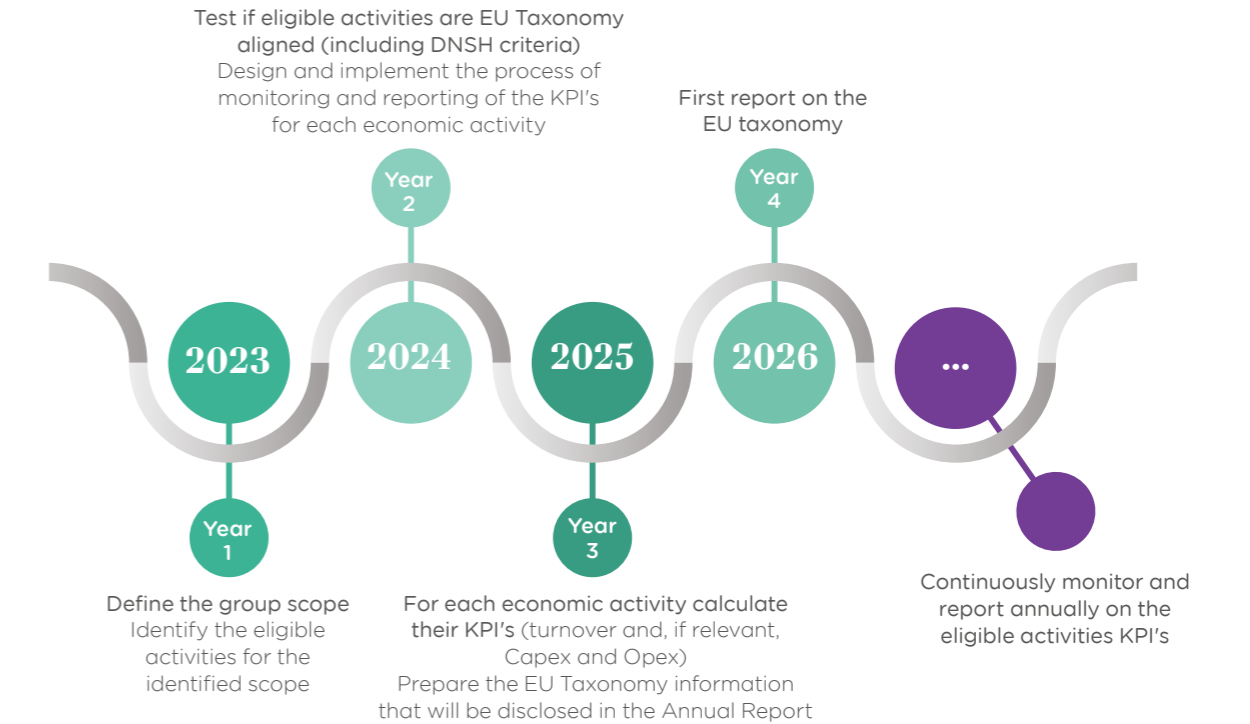 Test if eligible activities are EU Taxonomy
aligned (including DNSH criteria)
Design and implement the process of
monitoring and reporting of the KPI's
for each economic activity
First report on the
EU taxonomy
Year
2
Year
4
2023
2024
2025
2026
...
Year
1
Year
3
Define the group scope
Identify the eligible
activities for the
identified scope
For each economic activity calculate
their KPI's (turnover and, if relevant,
Capex and Opex)
Prepare the EU Taxonomy information
that will be disclosed in the Annual Report
Continuously monitor and
report annually on the
eligible activities KPI's